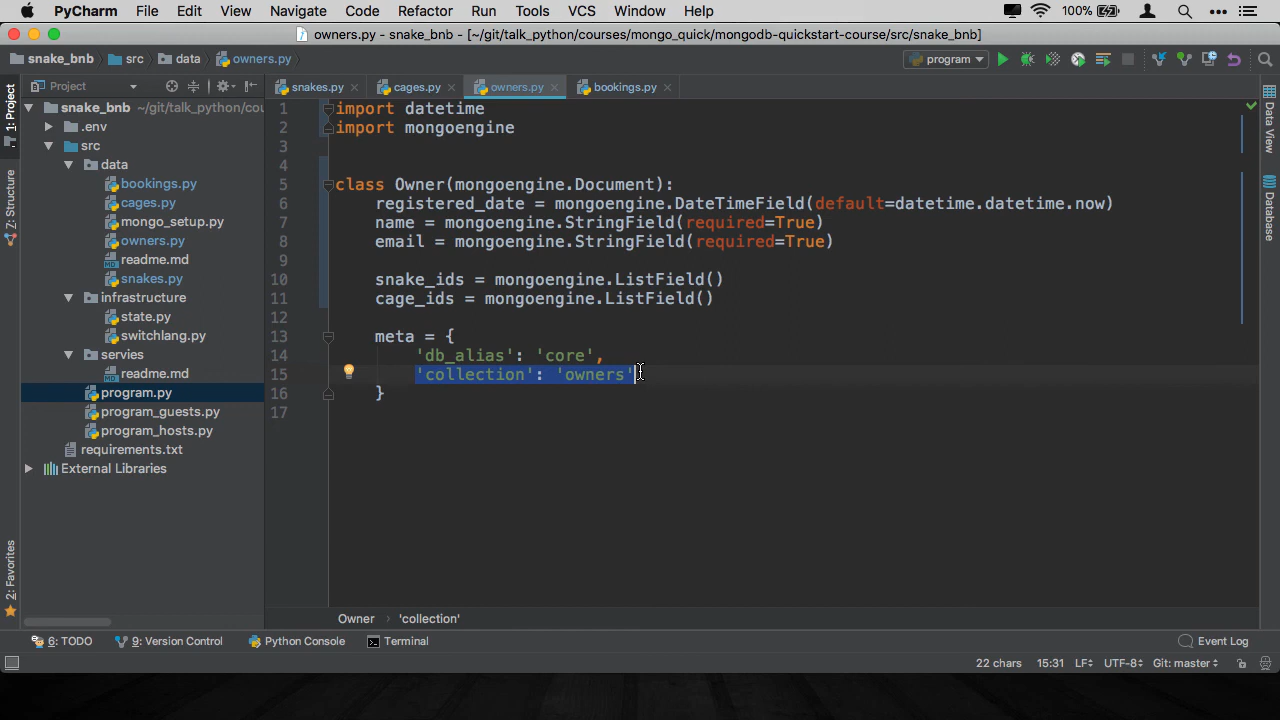 PyCharm File Edit View Navigate Code Refactor Run Tools VCS Window Help 100%
owners.py - snake_bnb - [~/git/talk_python/courses/mongo_quick/mongodb-quickstart-course/src/snake_bnb]
snake_bnb src data owners.py program
Project snakes.py cages.py owners.py bookings.py
1: Project
Z: Structure
2: Favorites
snake_bnb ~/git/talk_python/cou
.env
src
data
bookings.py
cages.py
mongo_setup.py
owners.py
readme.md
snakes.py
infrastructure
state.py
switchlang.py
servies
readme.md
program.py
program_guests.py
program_hosts.py
requirements.txt
External Libraries
1 import datetime
2 import mongoengine
3
4
5 class Owner(mongoengine.Document):
6 registered_date = mongoengine.DateTimeField(default=datetime.datetime.now)
7 name = mongoengine.StringField(required=True)
8 email = mongoengine.StringField(required=True)
9
10 snake_ids = mongoengine.ListField()
11 cage_ids = mongoengine.ListField()
12
13 meta = {
14 'db_alias': 'core',
15 'collection': 'owners'
16 }
17
Data View
Database
Owner 'collection'
6: TODO 9: Version Control Python Console Terminal Event Log
22 chars 15:31 LF UTF-8 Git: master